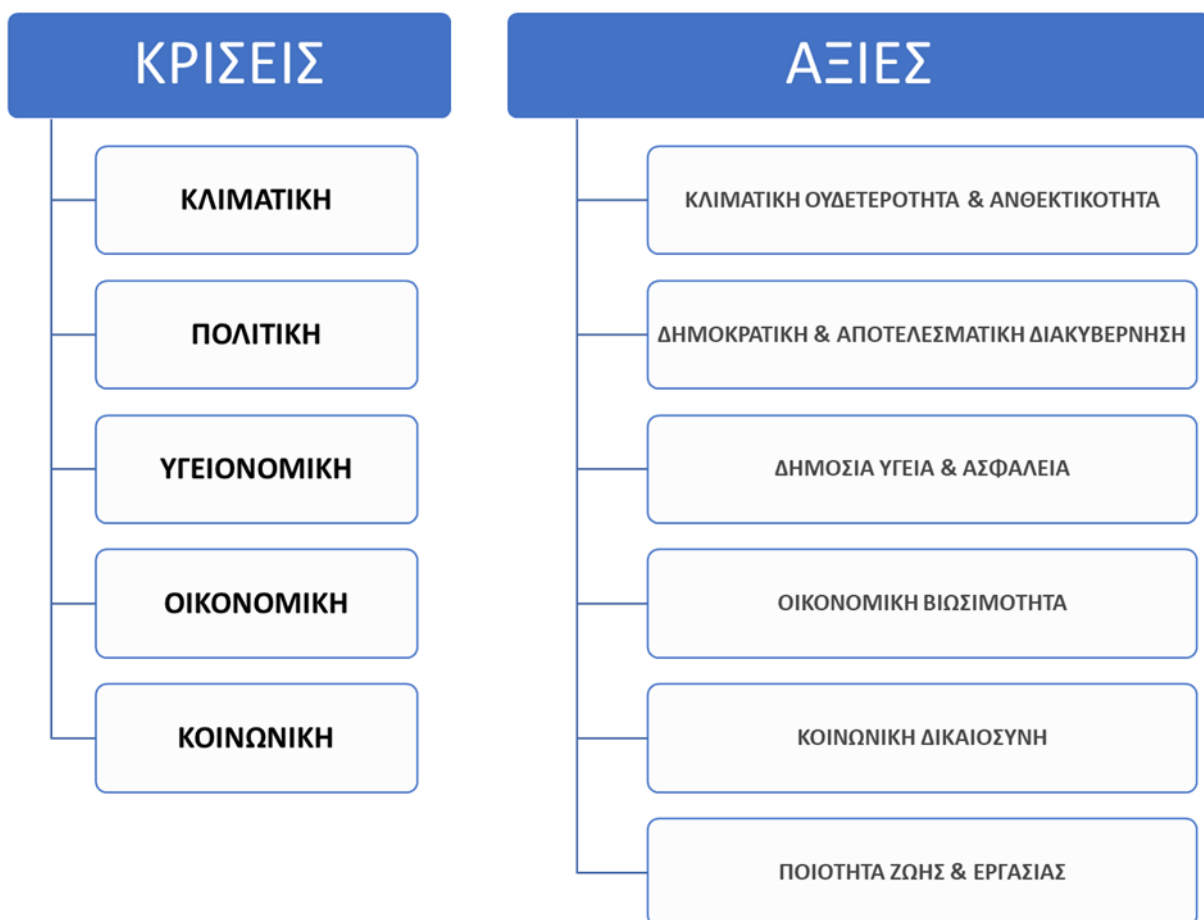 ΚΡΙΣΕΙΣ
ΚΛΙΜΑΤΙΚΗ
ΠΟΛΙΤΙΚΗ
ΥΓΕΙΟΝΟΜΙΚΗ
ΟΙΚΟΝΟΜΙΚΗ
ΚΟΙΝΩΝΙΚΗ
ΑΞΙΕΣ
ΚΛΙΜΑΤΙΚΗ ΟΥΔΕΤΕΡΟΤΗΤΑ & ΑΝΘΕΚΤΙΚΟΤΗΤΑ
ΔΗΜΟΚΡΑΤΙΚΗ & ΑΠΟΤΕΛΕΣΜΑΤΙΚΗ ΔΙΑΚΥΒΕΡΝΗΣΗ
ΔΗΜΟΣΙΑ ΥΓΕΙΑ & ΑΣΦΑΛΕΙΑ
ΟΙΚΟΝΟΜΙΚΗ ΒΙΩΣΙΜΟΤΗΤΑ
ΚΟΙΝΩΝΙΚΗ ΔΙΚΑΙΟΣΥΝΗ
ΠΟΙΟΤΗΤΑ ΖΩΗΣ & ΕΡΓΑΣΙΑΣ